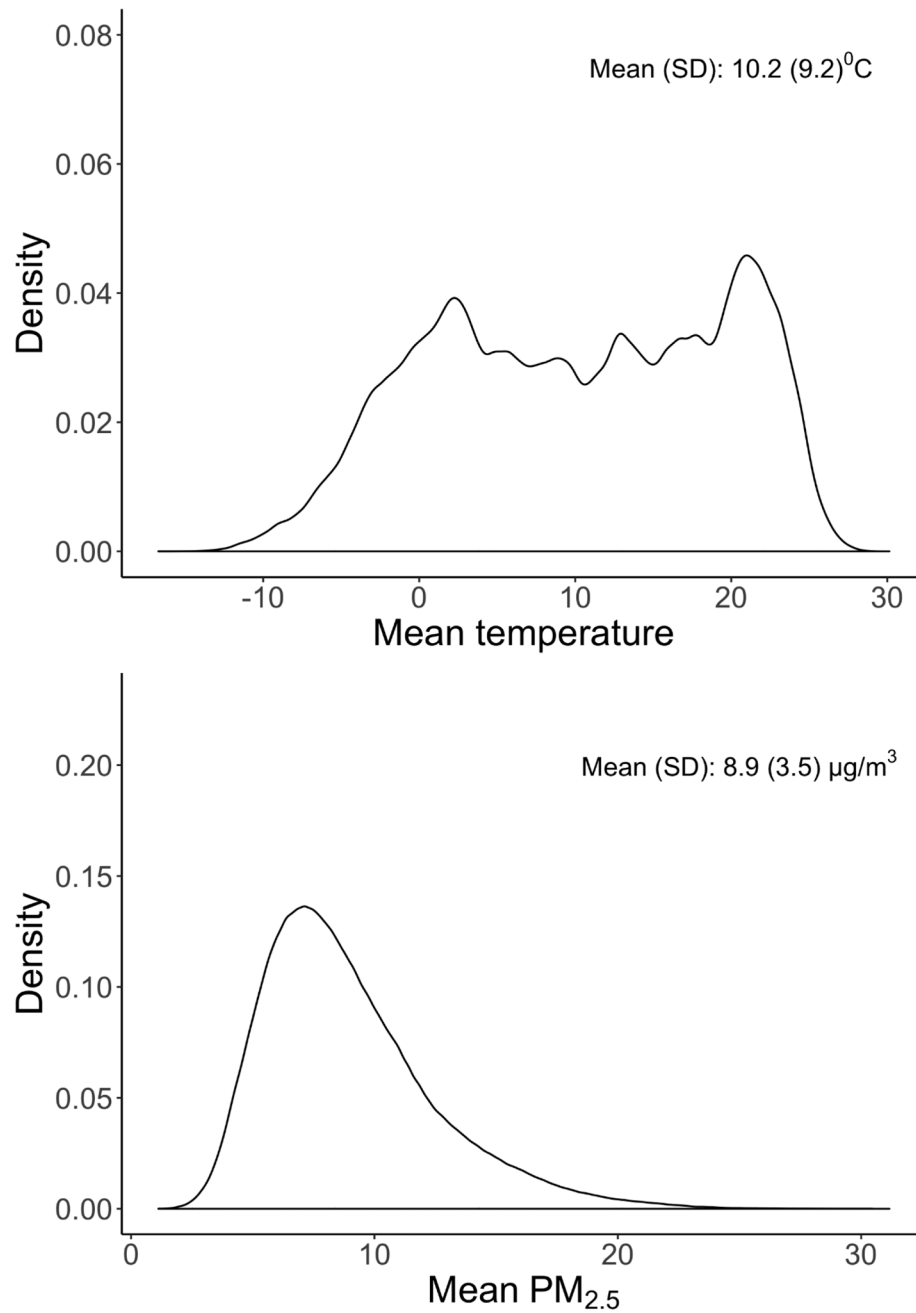 0.08
Mean (SD): 10.2 (9.2)⁰C
0.06
Density
0.04
0.02
0.00
-10 0 10 20 30
Mean temperature
0.20
Mean (SD): 8.9 (3.5) µg/m³
0.15
Density
0.10
0.05
0.00
0 10 20 30
Mean PM₂.₅